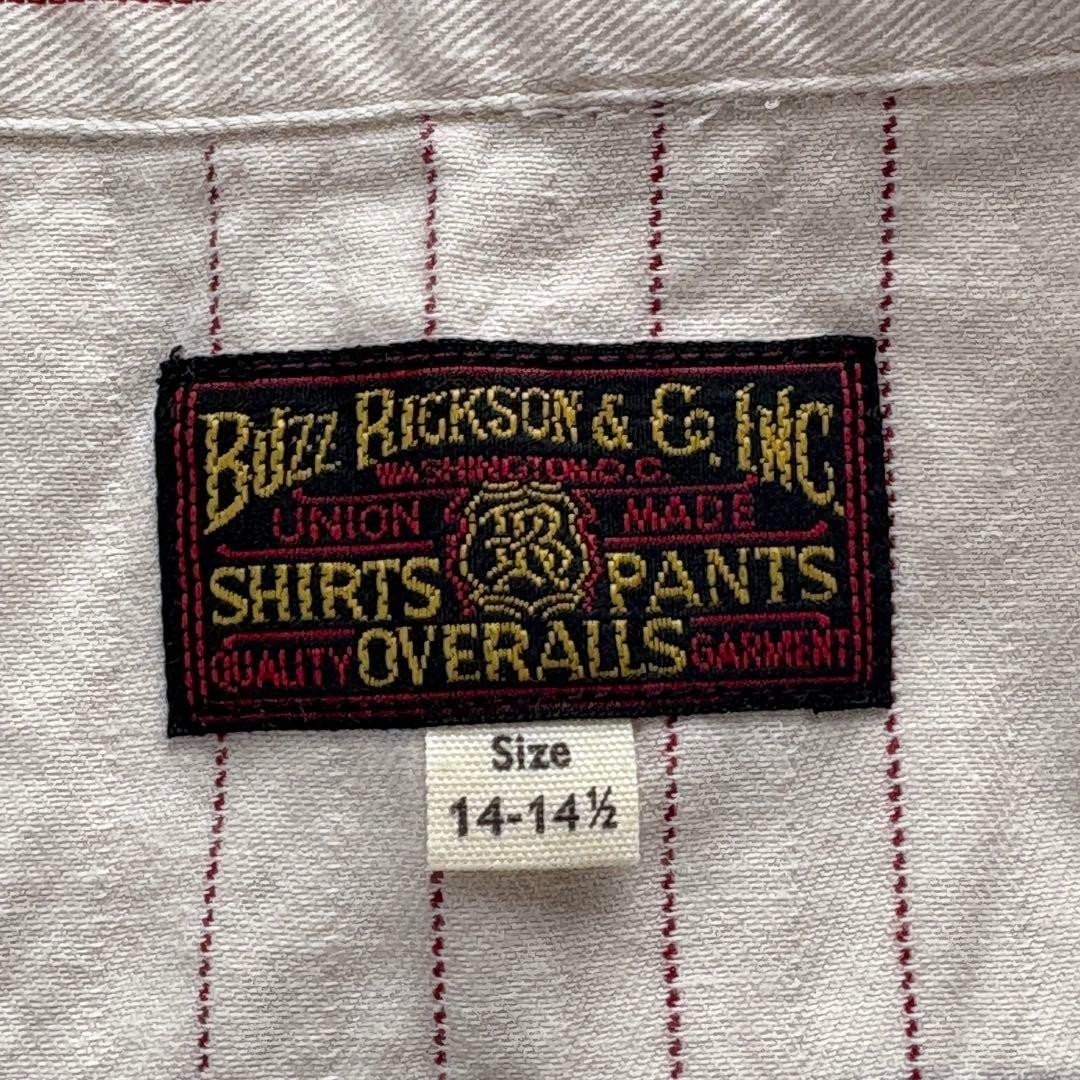 BUZZ RICKSON & CO. INC
WASHINGTON.D.C.
UNION MADE
SHIRTS PANTS
QUALITY OVERALLS GARMENT
Size
14-14½